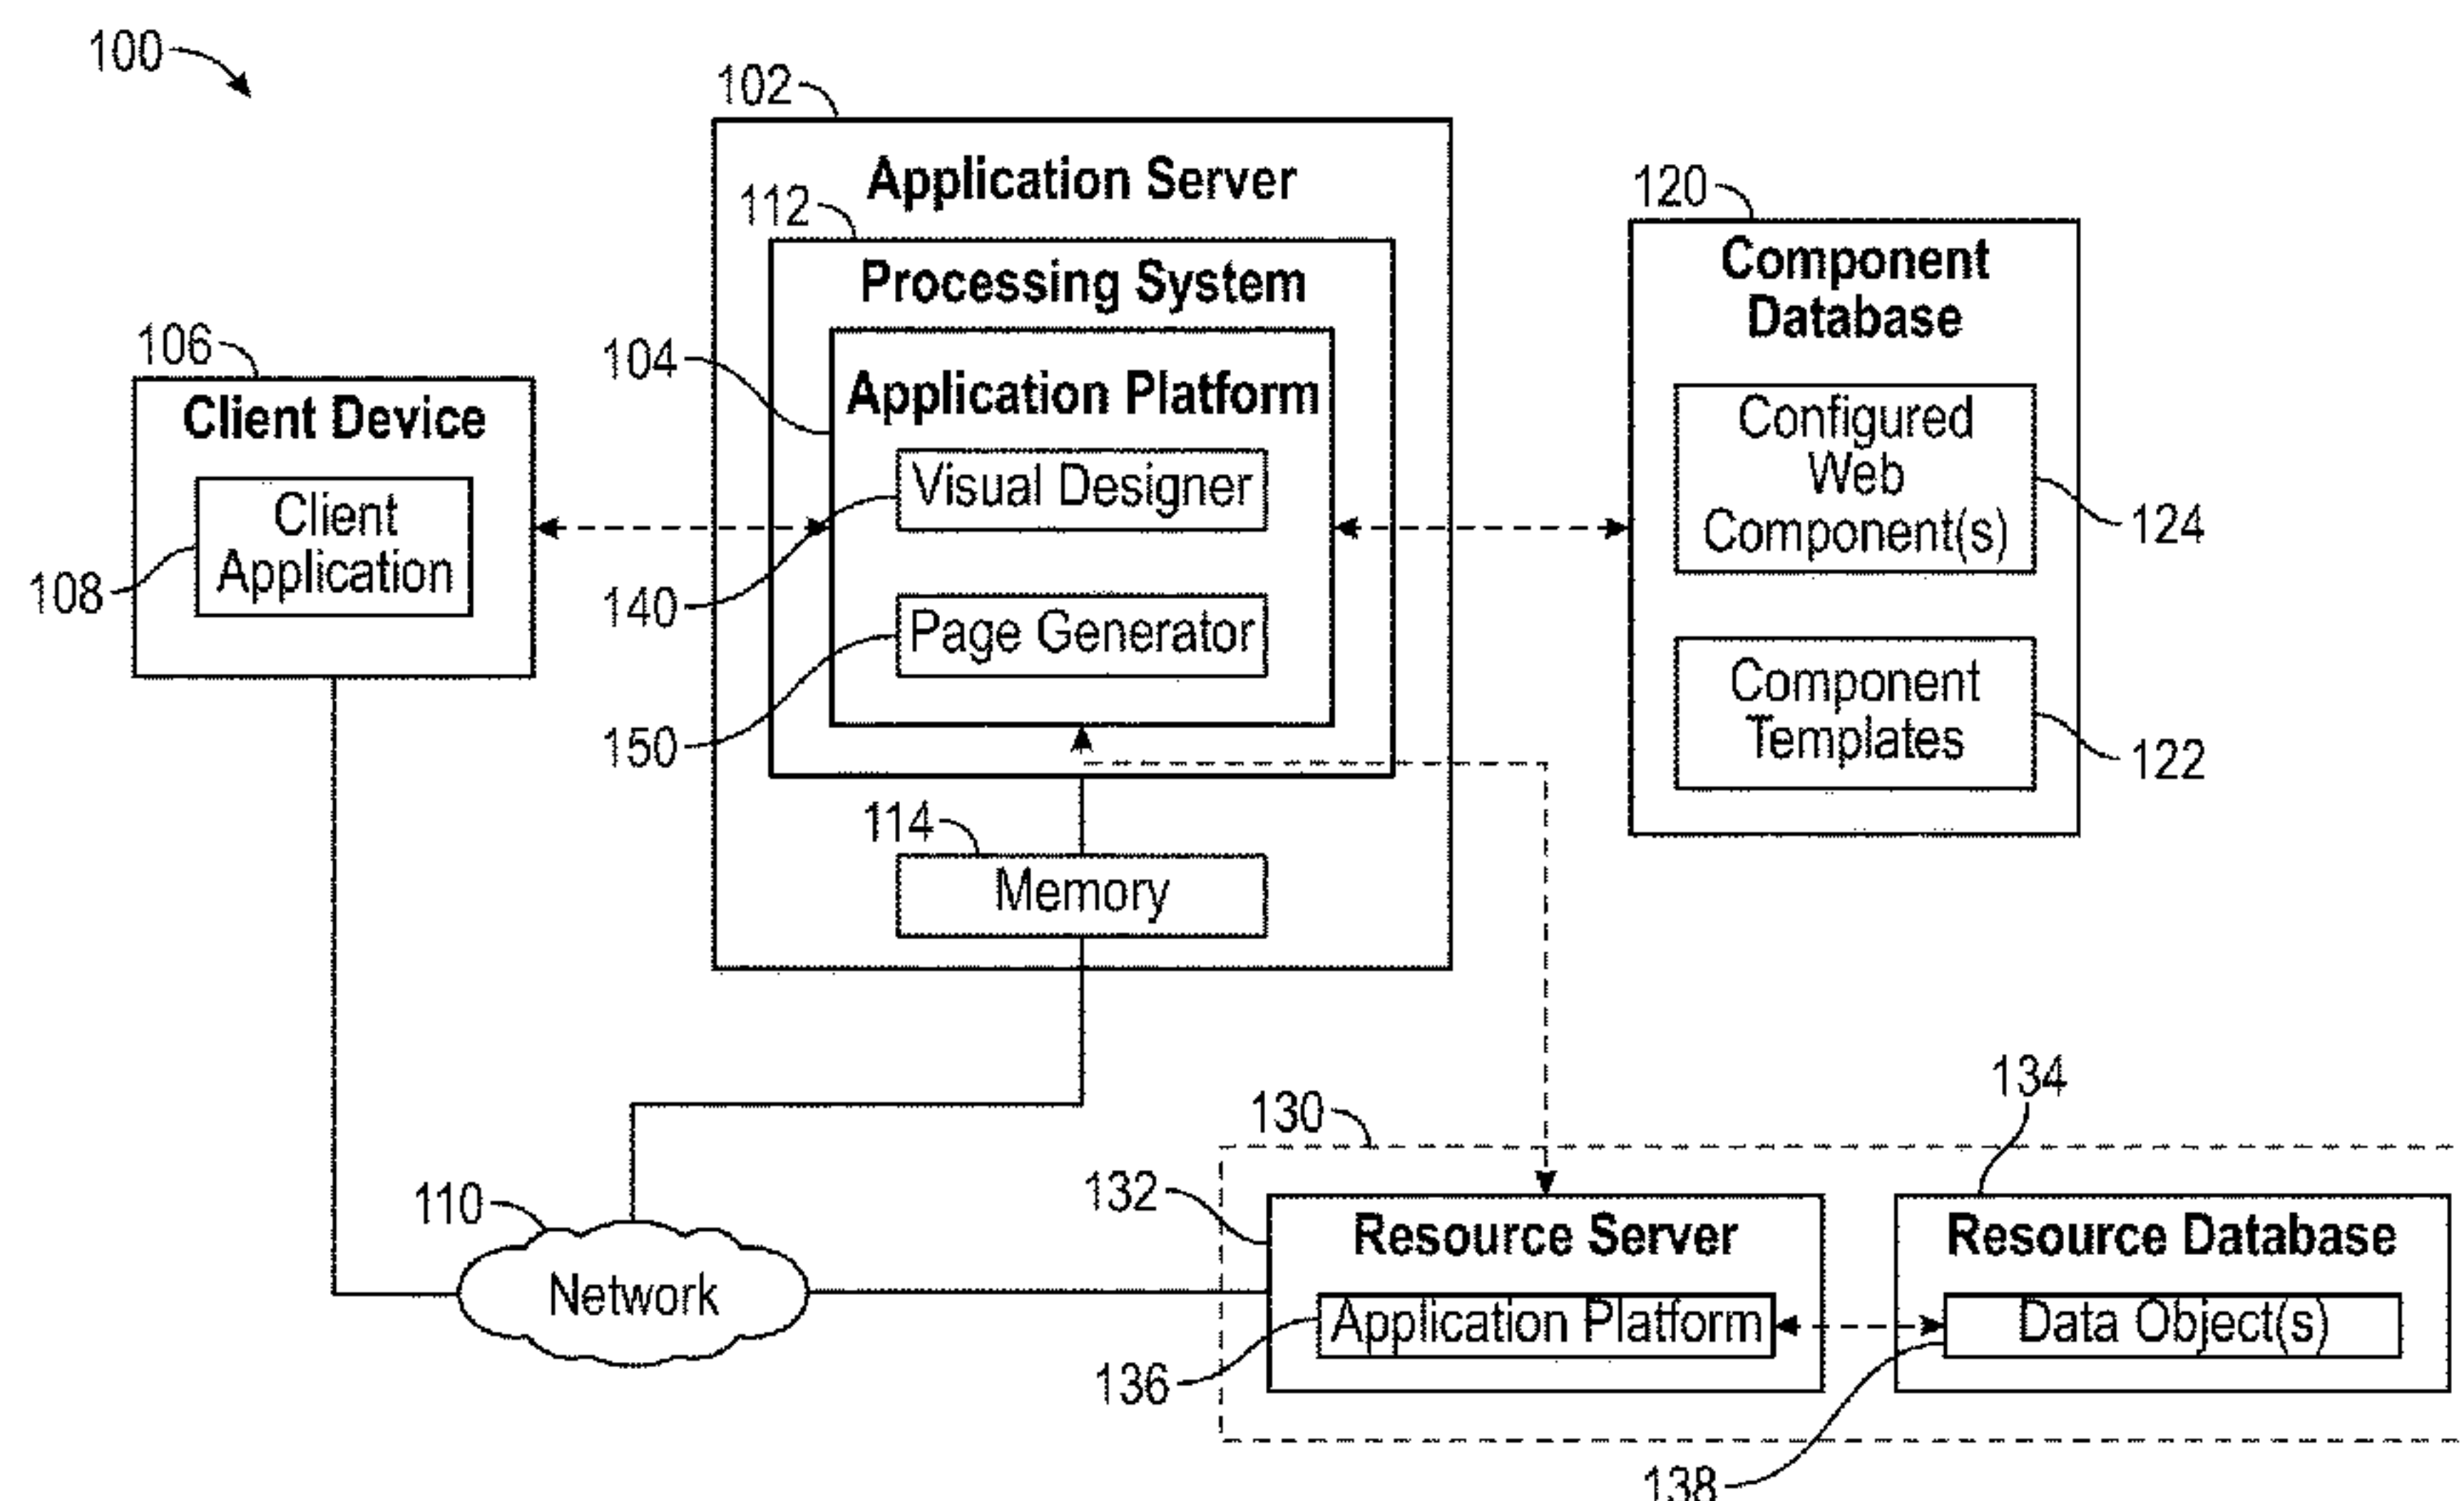 100
102
Application Server
112
Processing System
104
Application Platform
140
Visual Designer
150
Page Generator
114
Memory
106
Client Device
108
Client
Application
120
Component
Database
Configured
Web
Component(s)
124
Component
Templates
122
110
Network
130
132
Resource Server
136
Application Platform
134
Resource Database
Data Object(s)
138